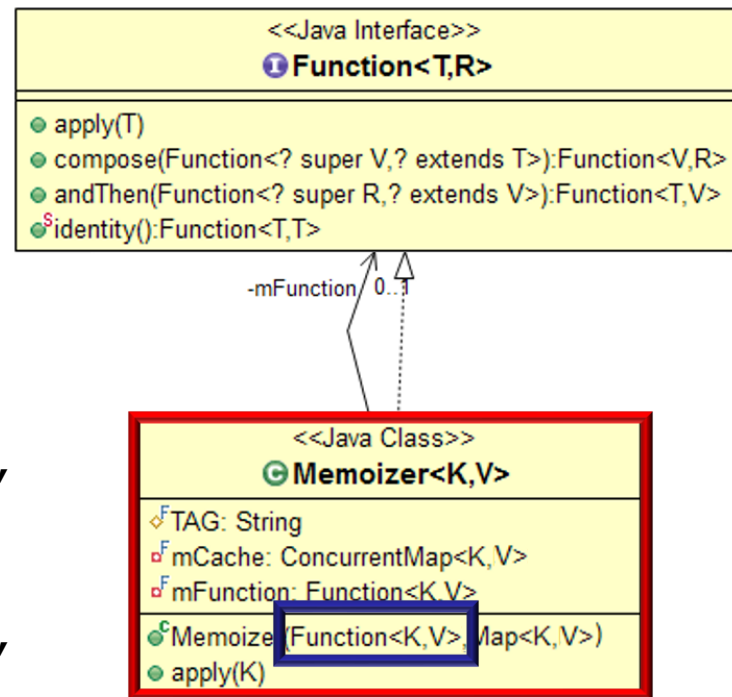 <<Java Interface>>
I Function<T,R>
apply(T)
compose(Function<? super V,? extends T>):Function<V,R>
andThen(Function<? super R,? extends V>):Function<T,V>
S identity():Function<T,T>
-mFunction 0..1
<<Java Class>>
C Memoizer<K,V>
F TAG: String
F mCache: ConcurrentMap<K,V>
F mFunction: Function<K,V>
C Memoize (Function<K,V>,Map<K,V>)
apply(K)